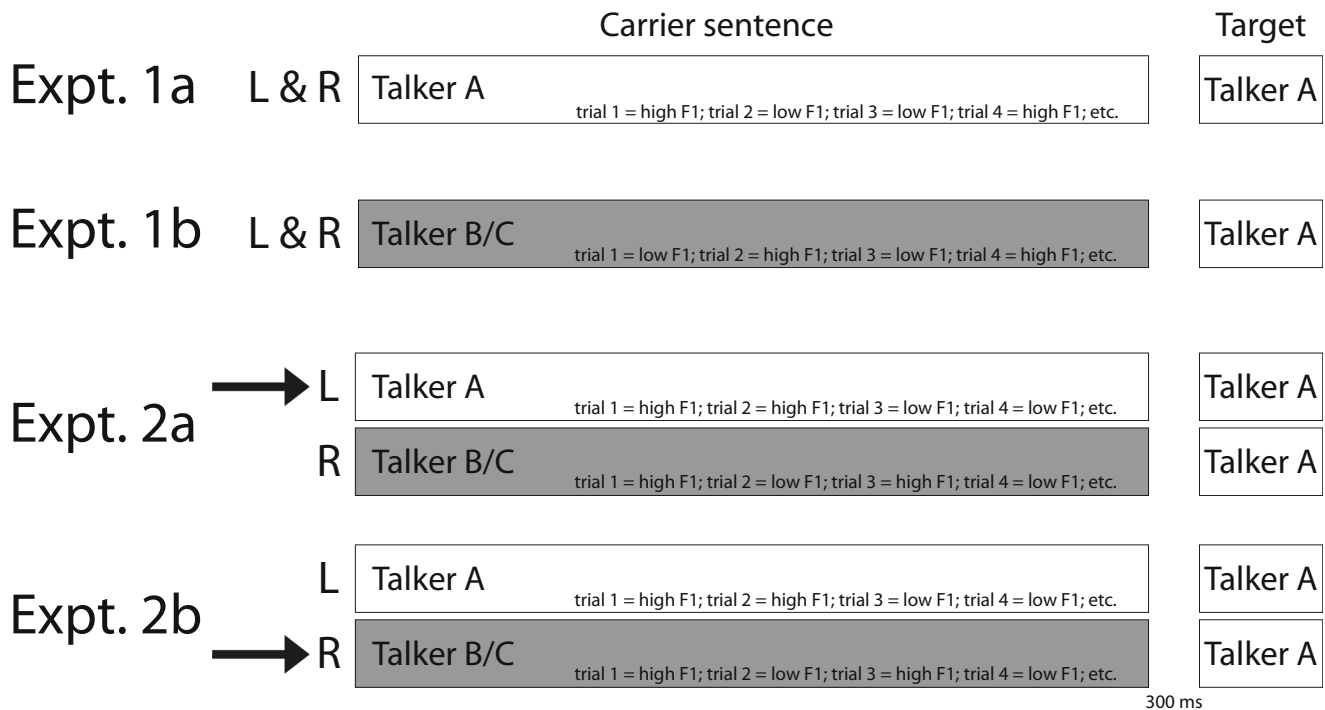 Carrier sentence Target
Expt. 1a L & R Talker A Talker A
trial 1 = high F1; trial 2 = low F1; trial 3 = low F1; trial 4 = high F1; etc.
Expt. 1b L & R Talker B/C Talker A
trial 1 = low F1; trial 2 = high F1; trial 3 = low F1; trial 4 = high F1; etc.
Expt. 2a
L Talker A Talker A
trial 1 = high F1; trial 2 = high F1; trial 3 = low F1; trial 4 = low F1; etc.
R Talker B/C Talker A
trial 1 = high F1; trial 2 = low F1; trial 3 = high F1; trial 4 = low F1; etc.
Expt. 2b
L Talker A Talker A
trial 1 = high F1; trial 2 = high F1; trial 3 = low F1; trial 4 = low F1; etc.
R Talker B/C Talker A
trial 1 = high F1; trial 2 = low F1; trial 3 = high F1; trial 4 = low F1; etc.
300 ms